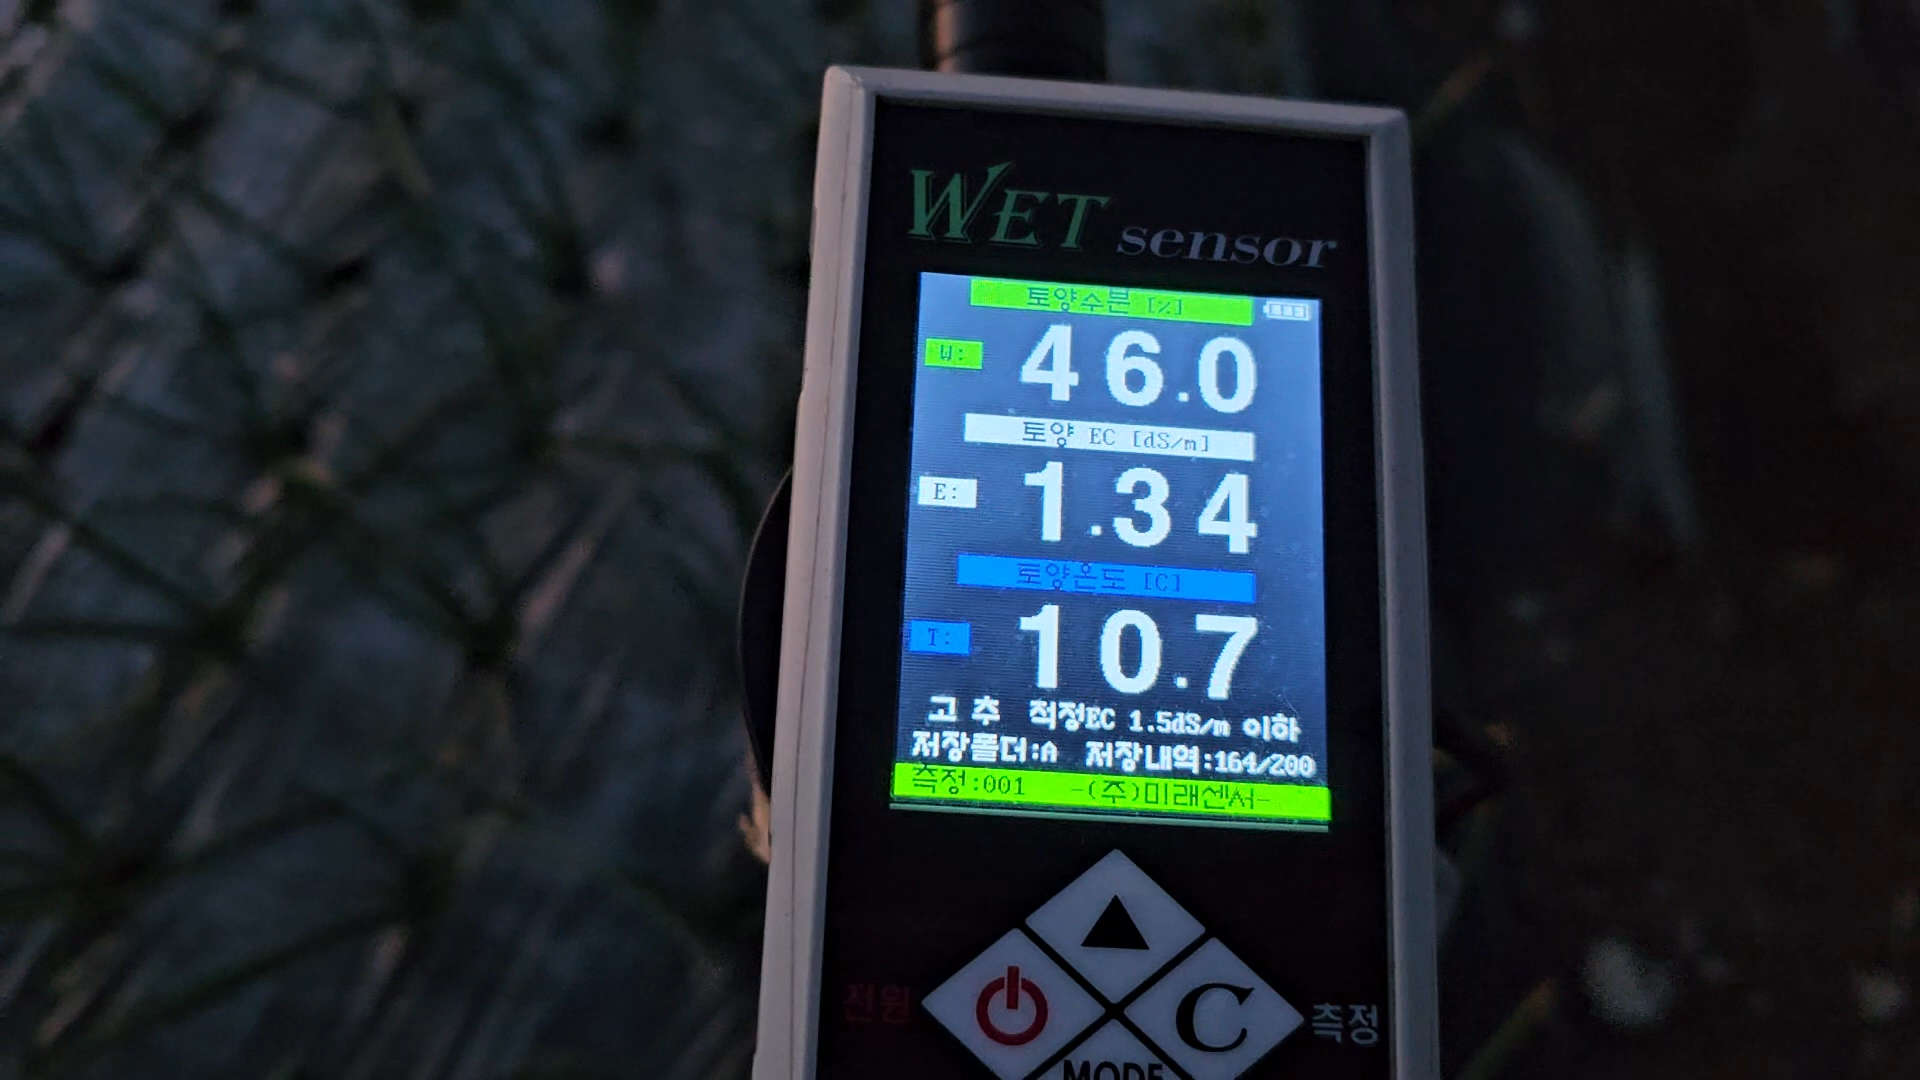 WET sensor
토양수분 [%]
W: 46.0
토양 EC [dS/m]
E: 1.34
토양온도 [C]
T: 10.7
고추 적정EC 1.5dS/m 이하
저장폴더:A 저장내역:164/200
측정:001 -(주)미래센서-
전원 C 측정
MODE